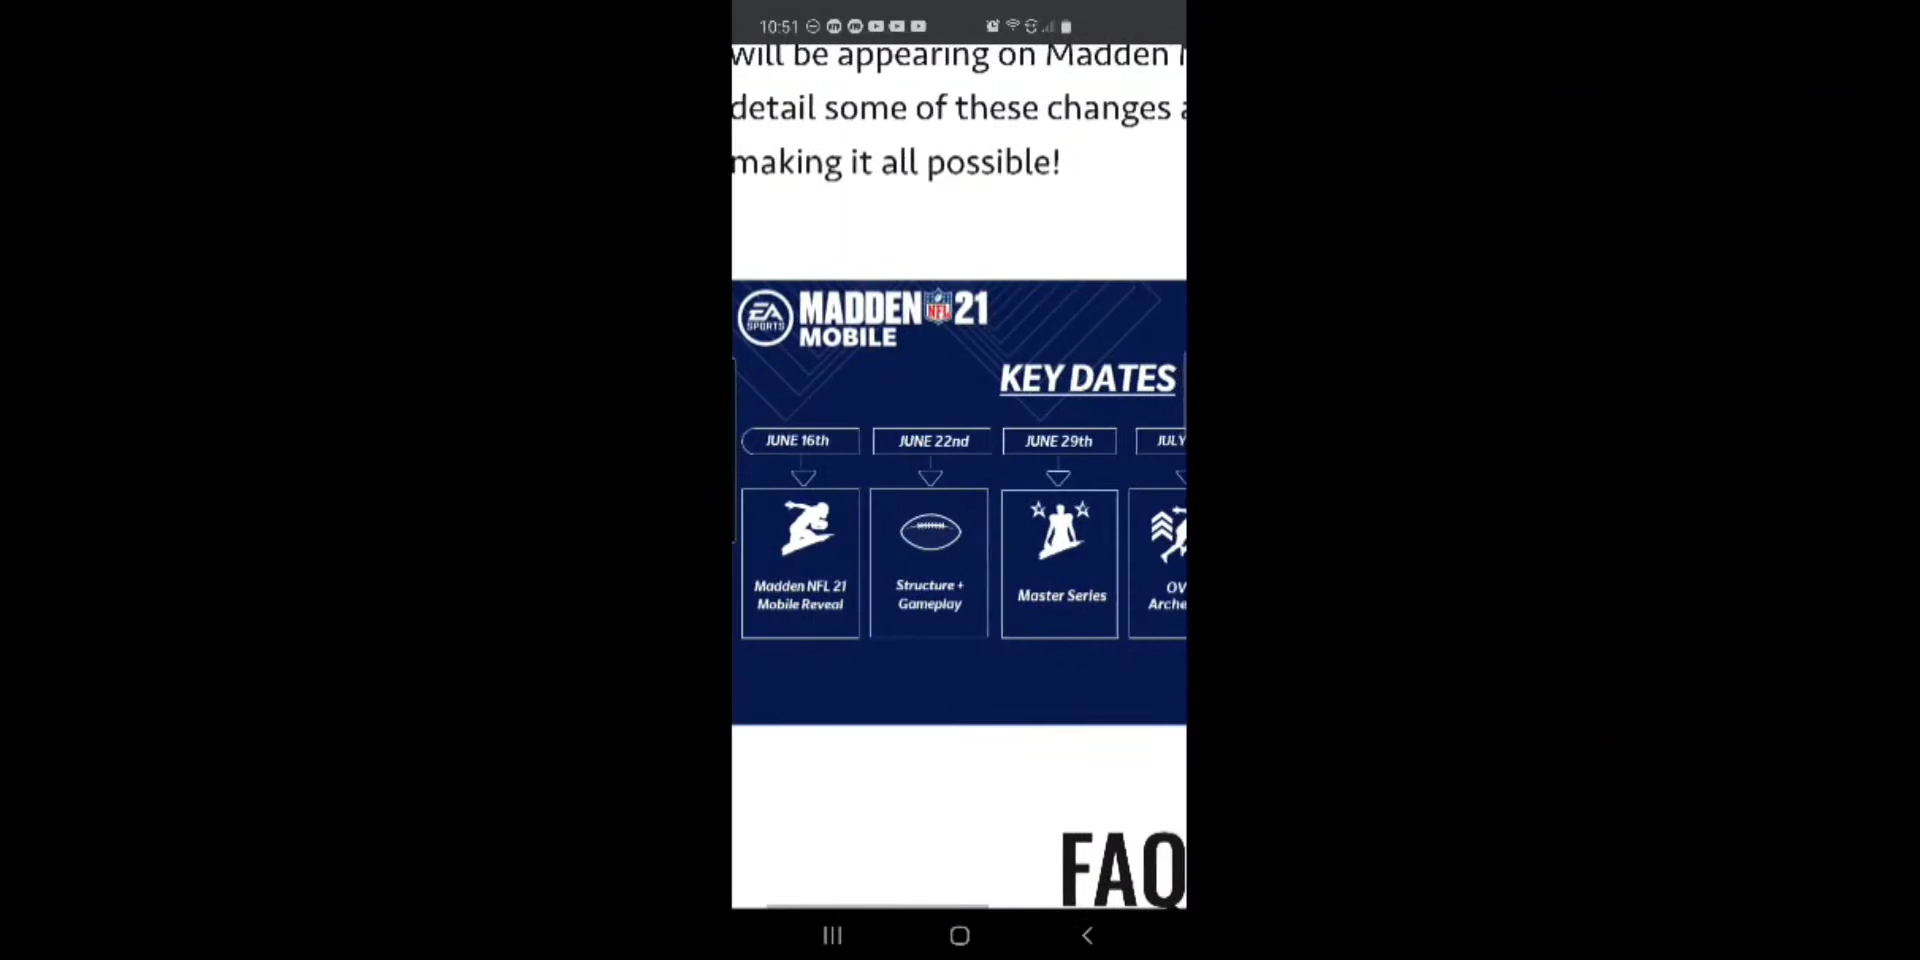 10:51
will be appearing on Madden
detail some of these changes
making it all possible!
EA
SPORTS
MADDEN NFL 21
MOBILE
KEY DATES
JUNE 16th
JUNE 22nd
JUNE 29th
JULY
Madden NFL 21
Mobile Reveal
Structure +
Gameplay
Master Series
OV
Arche
FAQ